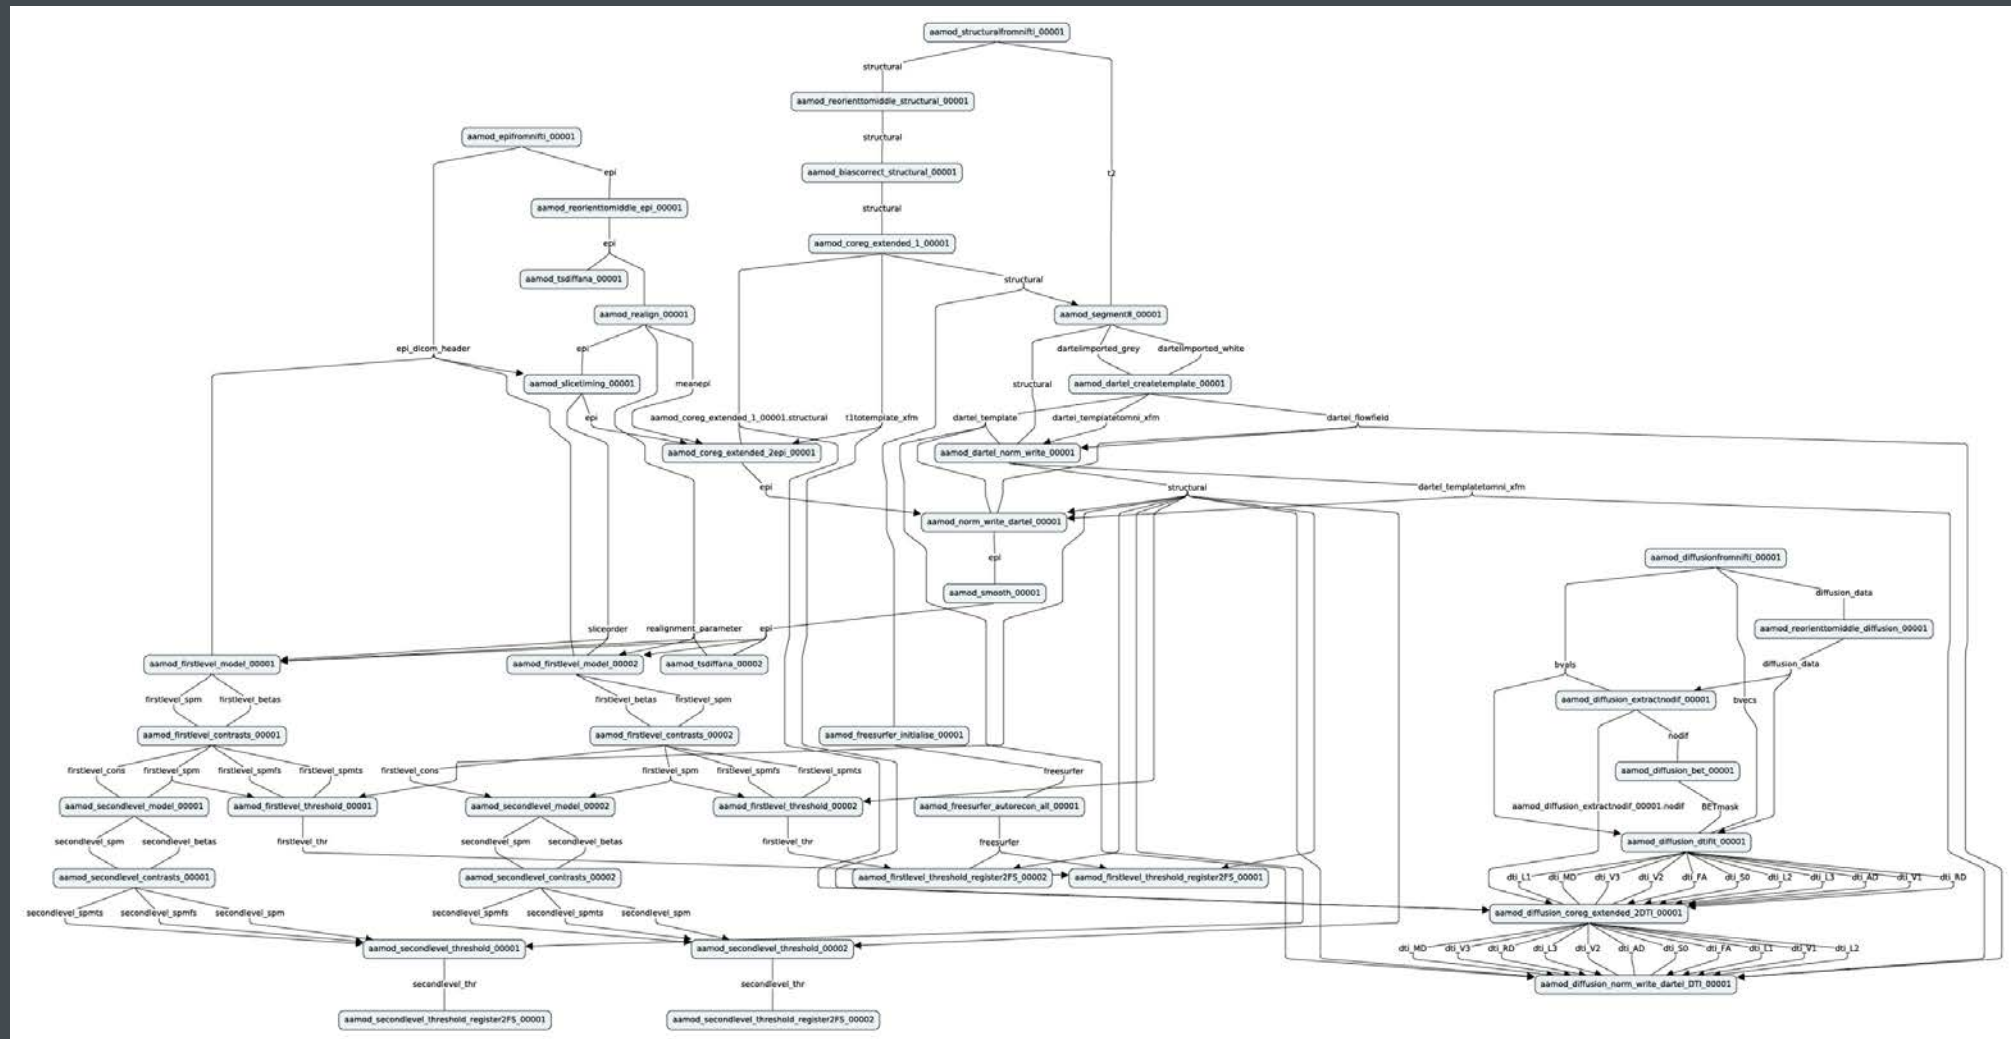 aamod_structuralfromnifti_00001
structural
aamod_reorienttomiddle_structural_00001
aamod_epifromnifti_00001
structural
epi
aamod_biascorrect_structural_00001
t2
aamod_reorienttomiddle_epi_00001
structural
epi
aamod_coreg_extended_1_00001
aamod_tsdiffana_00001
structural
aamod_realign_00001
aamod_segment8_00001
epi_dicom_header
epi
dartelimported_grey
dartelimported_white
aamod_slicetiming_00001
meanepi
structural
aamod_dartel_createtemplate_00001
epi
aamod_coreg_extended_1_00001.structural
t1totemplate_xfm
dartel_template
dartel_templatetomni_xfm
dartel_flowfield
aamod_coreg_extended_2epi_00001
aamod_dartel_norm_write_00001
epi
structural
dartel_templatetomni_xfm
aamod_norm_write_dartel_00001
epi
aamod_diffusionfromnifti_00001
aamod_smooth_00001
diffusion_data
sliceorder
realignment_parameter
epi
aamod_reorienttomiddle_diffusion_00001
aamod_firstlevel_model_00001
aamod_firstlevel_model_00002
aamod_tsdiffana_00002
bvals
diffusion_data
firstlevel_spm
firstlevel_betas
firstlevel_betas
firstlevel_spm
aamod_diffusion_extractnodif_00001
bvecs
aamod_firstlevel_contrasts_00001
aamod_firstlevel_contrasts_00002
aamod_freesurfer_initialise_00001
nodif
firstlevel_cons
firstlevel_spm
firstlevel_spmfs
firstlevel_spmts
firstlevel_cons
firstlevel_spm
firstlevel_spmfs
firstlevel_spmts
freesurfer
aamod_diffusion_bet_00001
aamod_secondlevel_model_00001
aamod_firstlevel_threshold_00001
aamod_secondlevel_model_00002
aamod_firstlevel_threshold_00002
aamod_freesurfer_autorecon_all_00001
aamod_diffusion_extractnodif_00001.nodif
BETmask
secondlevel_spm
secondlevel_betas
firstlevel_thr
secondlevel_spm
secondlevel_betas
firstlevel_thr
freesurfer
aamod_diffusion_dtifit_00001
aamod_secondlevel_contrasts_00001
aamod_secondlevel_contrasts_00002
aamod_firstlevel_threshold_register2FS_00002
aamod_firstlevel_threshold_register2FS_00001
dti_L1
dti_MD
dti_V3
dti_V2
dti_FA
dti_S0
dti_L2
dti_L3
dti_AD
dti_V1
dti_RD
secondlevel_spmts
secondlevel_spmfs
secondlevel_spm
secondlevel_spmfs
secondlevel_spmts
secondlevel_spm
aamod_diffusion_coreg_extended_2DTI_00001
aamod_secondlevel_threshold_00001
aamod_secondlevel_threshold_00002
dti_MD
dti_V3
dti_RD
dti_L3
dti_V2
dti_AD
dti_S0
dti_FA
dti_L1
dti_V1
dti_L2
secondlevel_thr
secondlevel_thr
aamod_diffusion_norm_write_dartel_DTI_00001
aamod_secondlevel_threshold_register2FS_00001
aamod_secondlevel_threshold_register2FS_00002